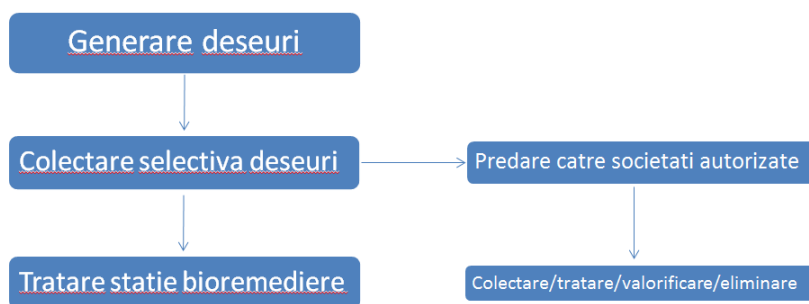 Generare deseuri
Colectare selectiva deseuri
Predare catre societati autorizate
Tratare statie bioremediere
Colectare/tratare/valorificare/eliminare